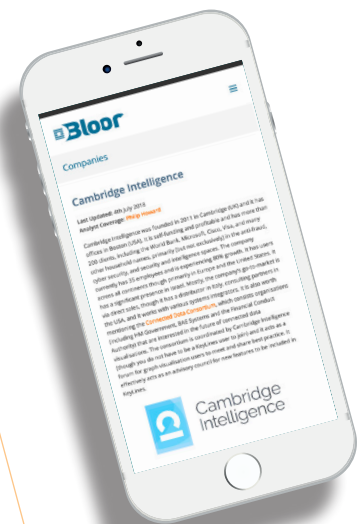 Bloor
Companies
Cambridge Intelligence
Last Updated: 4th July 2018
Analyst Coverage: Philip Howard
Cambridge Intelligence was founded in 2011 in Cambridge (UK) and it has
offices in Boston (USA). It is self-funding and profitable and has more than
200 clients, including the World Bank, Microsoft, Cisco, Visa, and many
other household names, primarily (but not exclusively) in the anti-fraud,
cyber security, and security and intelligence spaces. The company
currently has 35 employees and is experiencing 80% growth. It has users
across all continents though primarily in Europe and the United States. It
has a significant presence in Israel. Mostly, the company's go-to-market is
via direct sales, though it has a distributor in Italy, consulting partners in
the USA, and it works with various systems integrators. It is also worth
mentioning the Connected Data Consortium, which consists organisations
(including HM Government, BAE Systems and the Financial Conduct
Authority) that are interested in the future of connected data
visualisations. The consortium is coordinated by Cambridge Intelligence
(though you do not have to be a KeyLines user to join) and it acts as a
forum for graph visualisation users to meet and share best practice. It
effectively acts as an advisory council for new features to be included in
KeyLines.
Cambridge
Intelligence